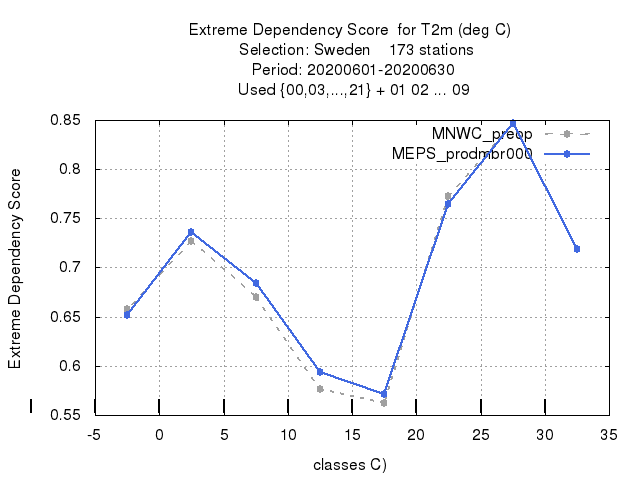 Extreme Dependency Score for T2m (deg C)
Selection: Sweden 173 stations
Period: 20200601-20200630
Used {00,03,...,21} + 01 02 ... 09
MNWC_preop
MEPS_prodmbr000
Extreme Dependency Score
0.85
0.8
0.75
0.7
0.65
0.6
0.55
-5 0 5 10 15 20 25 30 35
classes C)